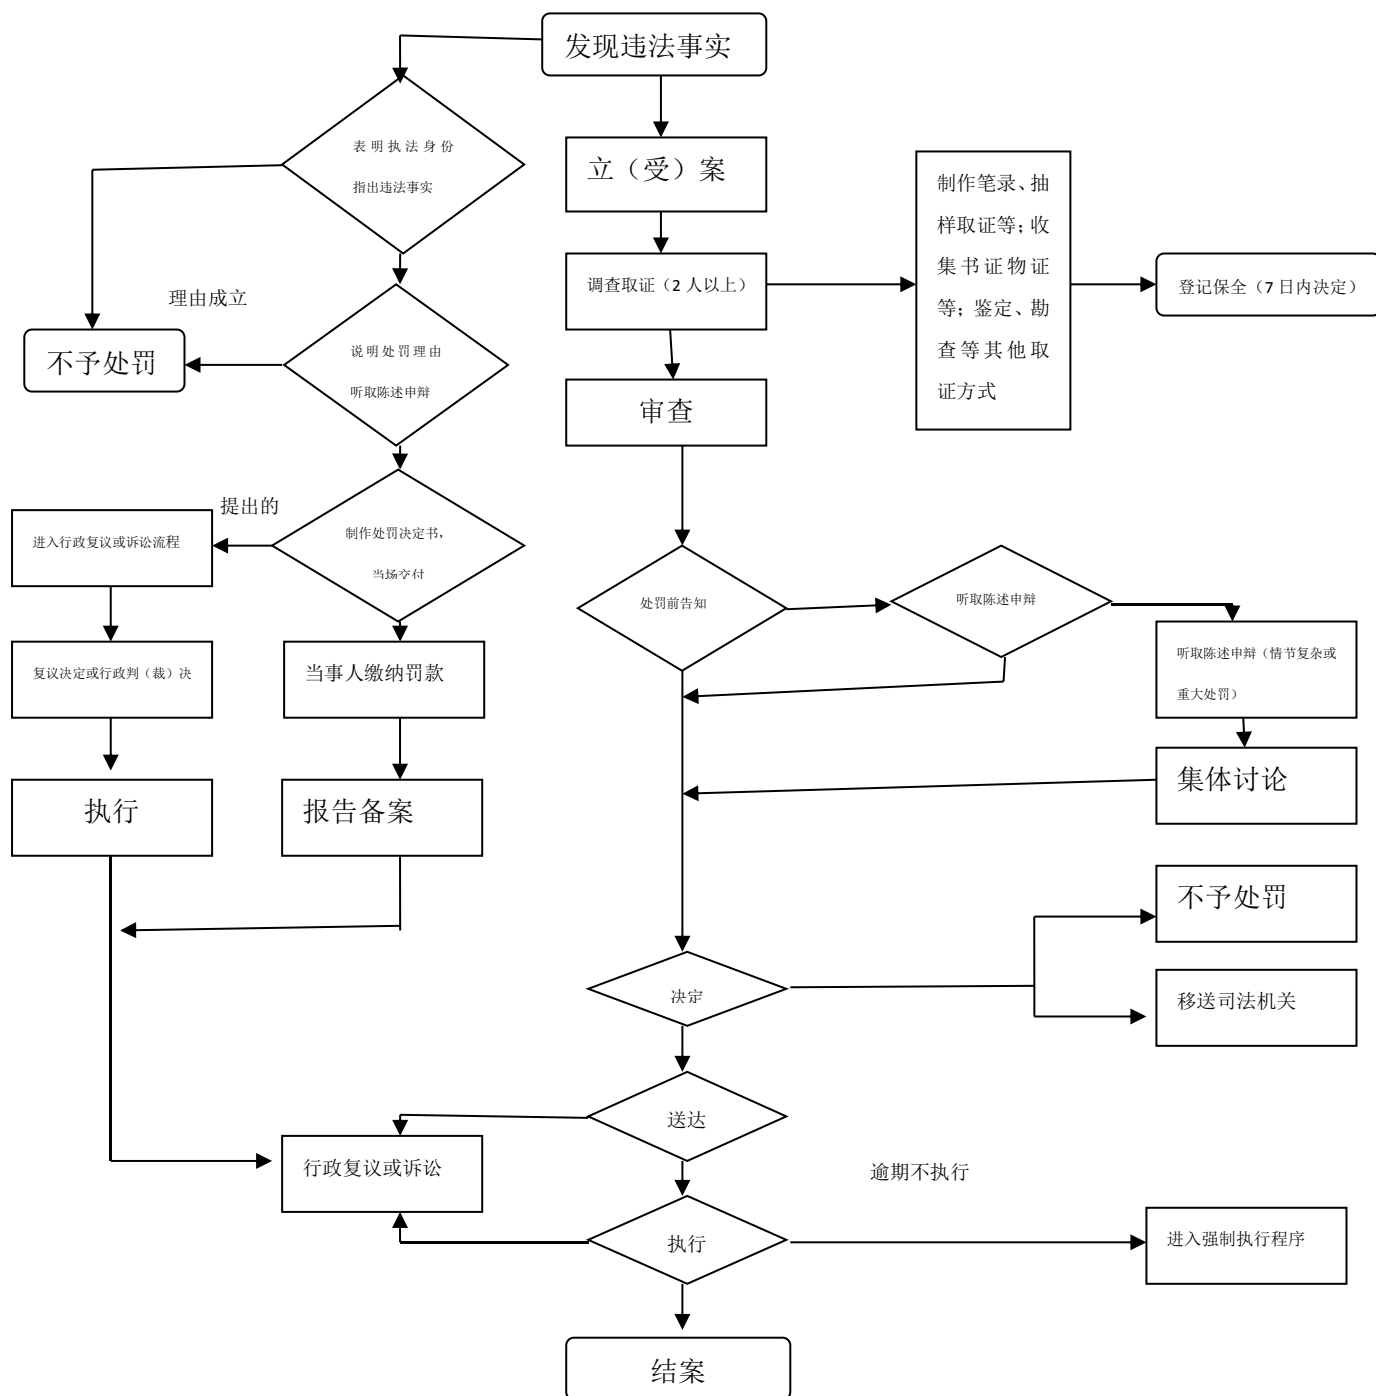 发现违法事实
表明执法身份
指出违法事实
立（受）案
制作笔录、抽
样取证等；收
集书证物证
等；鉴定、勘
查等其他取
证方式
调查取证（2 人以上）
登记保全（7 日内决定）
理由成立
不予处罚
说明处罚理由
听取陈述申辩
审查
提出的
进入行政复议或诉讼流程
制作处罚决定书，
当场交付
处罚前告知
听取陈述申辩
复议决定或行政判（裁）决
当事人缴纳罚款
听取陈述申辩（情节复杂或
重大处罚）
执行
报告备案
集体讨论
不予处罚
决定
移送司法机关
送达
行政复议或诉讼
逾期不执行
执行
进入强制执行程序
结案